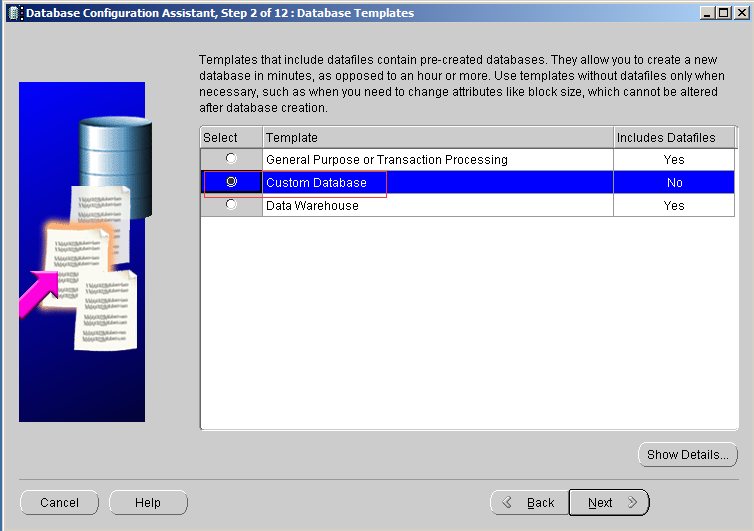 Database Configuration Assistant, Step 2 of 12 : Database Templates
Templates that include datafiles contain pre-created databases. They allow you to create a new
database in minutes, as opposed to an hour or more. Use templates without datafiles only when
necessary, such as when you need to change attributes like block size, which cannot be altered
after database creation.
Select Template Includes Datafiles
General Purpose or Transaction Processing Yes
Custom Database No
Data Warehouse Yes
Show Details...
Cancel Help Back Next